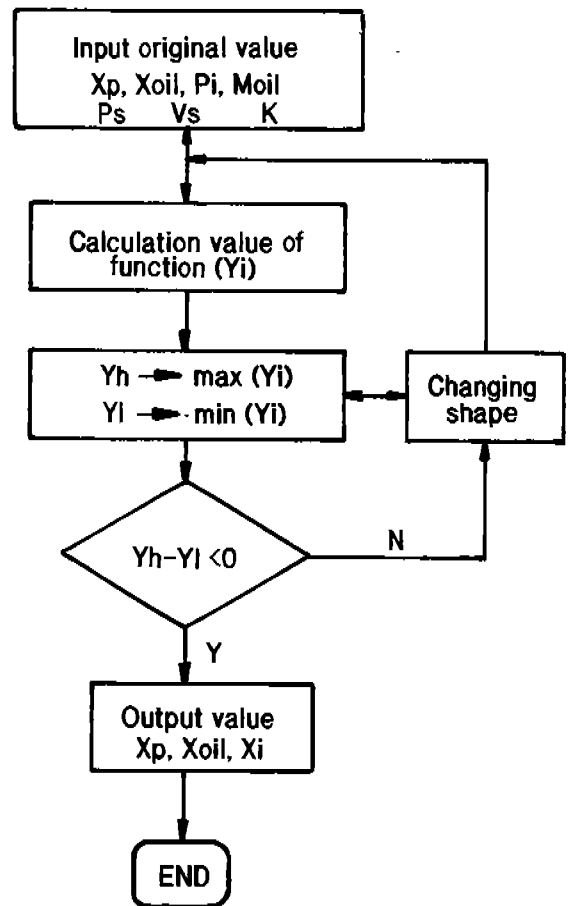 Input original value
Xp, Xoil, Pi, Moil
Ps Vs K
Calculation value of
function (Yi)
Yh → max (Yi)
Yl → min (Yi)
Changing
shape
Yh-Yl <0
N
Y
Output value
Xp, Xoil, Xi
END